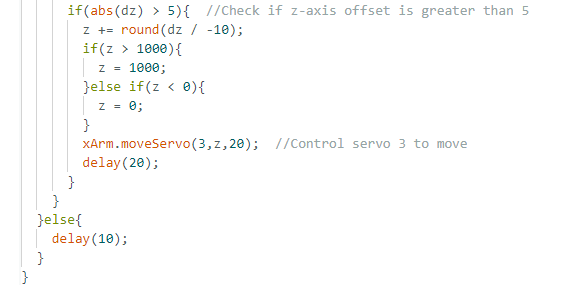 if(abs(dz) > 5){  //Check if z-axis offset is greater than 5
z += round(dz / -10);
if(z > 1000){
z = 1000;
}else if(z < 0){
z = 0;
}
xArm.moveServo(3,z,20);  //Control servo 3 to move
delay(20);
}
}
}else{
delay(10);
}
}